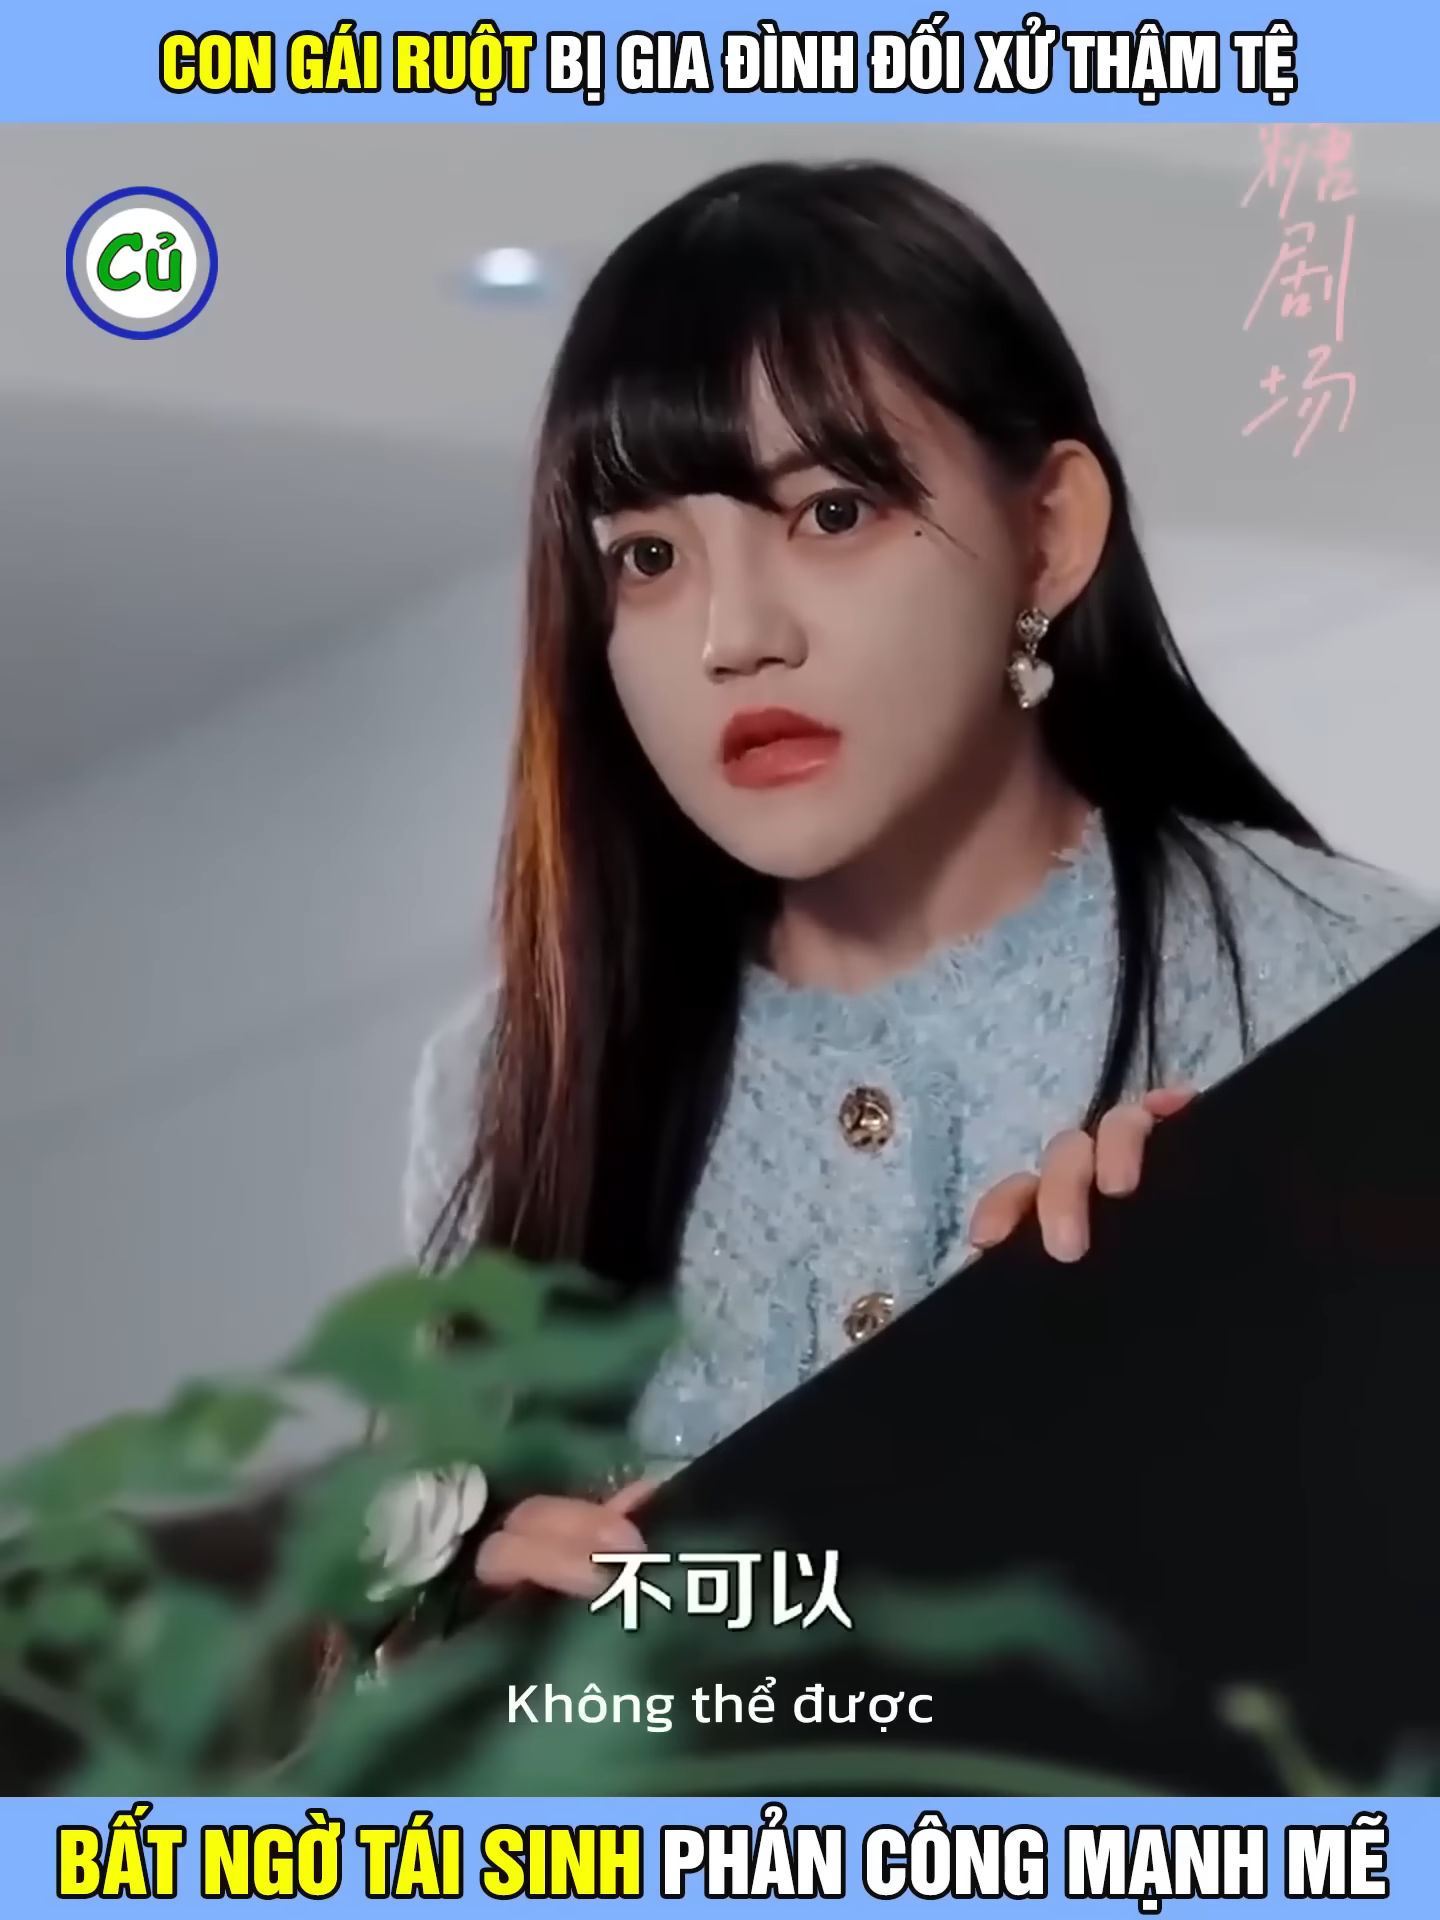 CON GÁI RUỘT BỊ GIA ĐÌNH ĐỐI XỬ THẬM TỆ
Củ
糖
剧
场
不可以
Không thể được
BẤT NGỜ TÁI SINH PHẢN CÔNG MẠNH MẼ